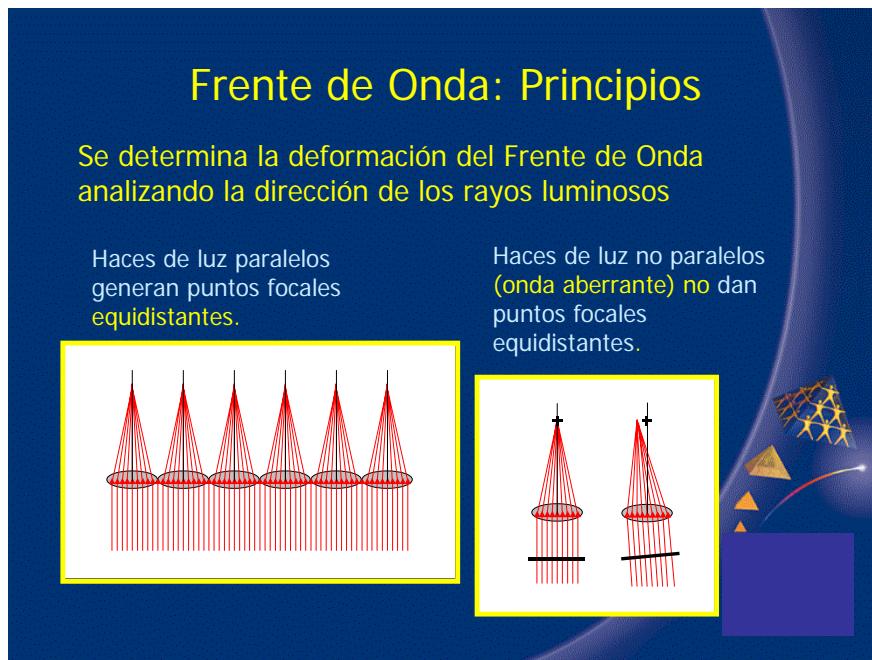 Frente de Onda: Principios
Se determina la deformación del Frente de Onda
analizando la dirección de los rayos luminosos
Haces de luz paralelos
generan puntos focales
equidistantes.
Haces de luz no paralelos
(onda aberrante) no dan
puntos focales
equidistantes.